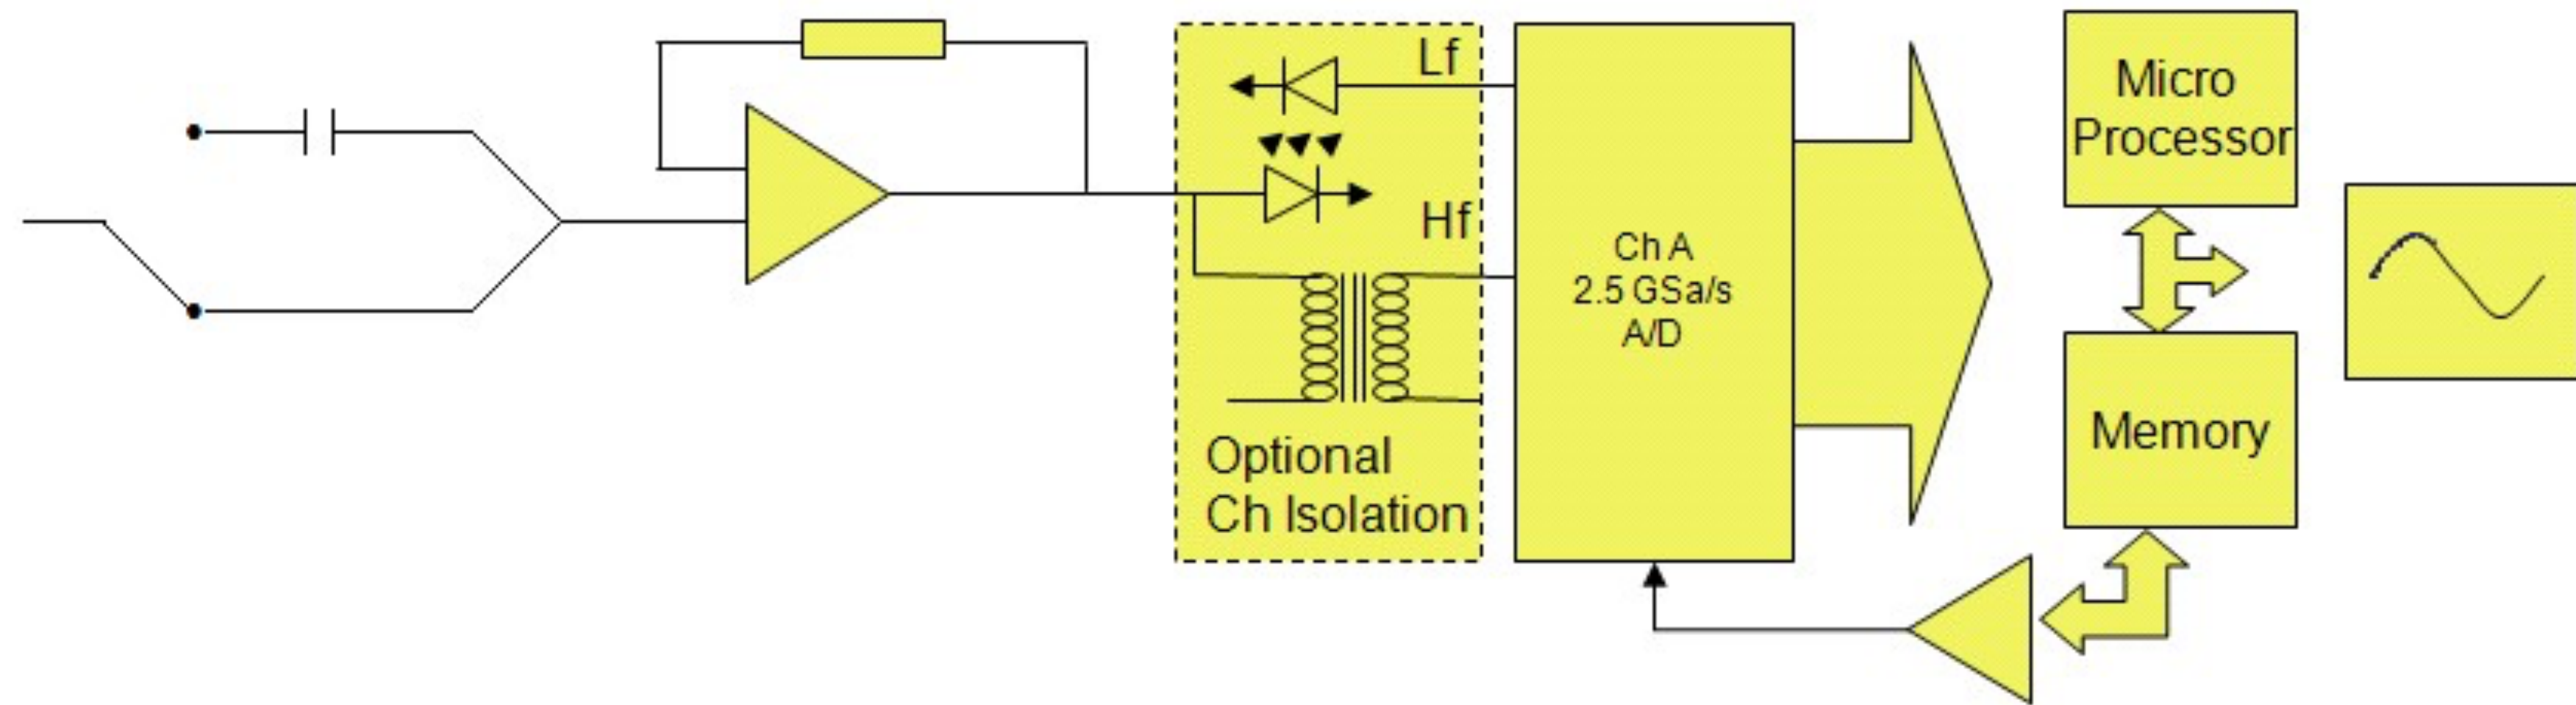 Lf
Hf
Optional
Ch Isolation
Ch A
2.5 GSa/s
A/D
Micro
Processor
Memory